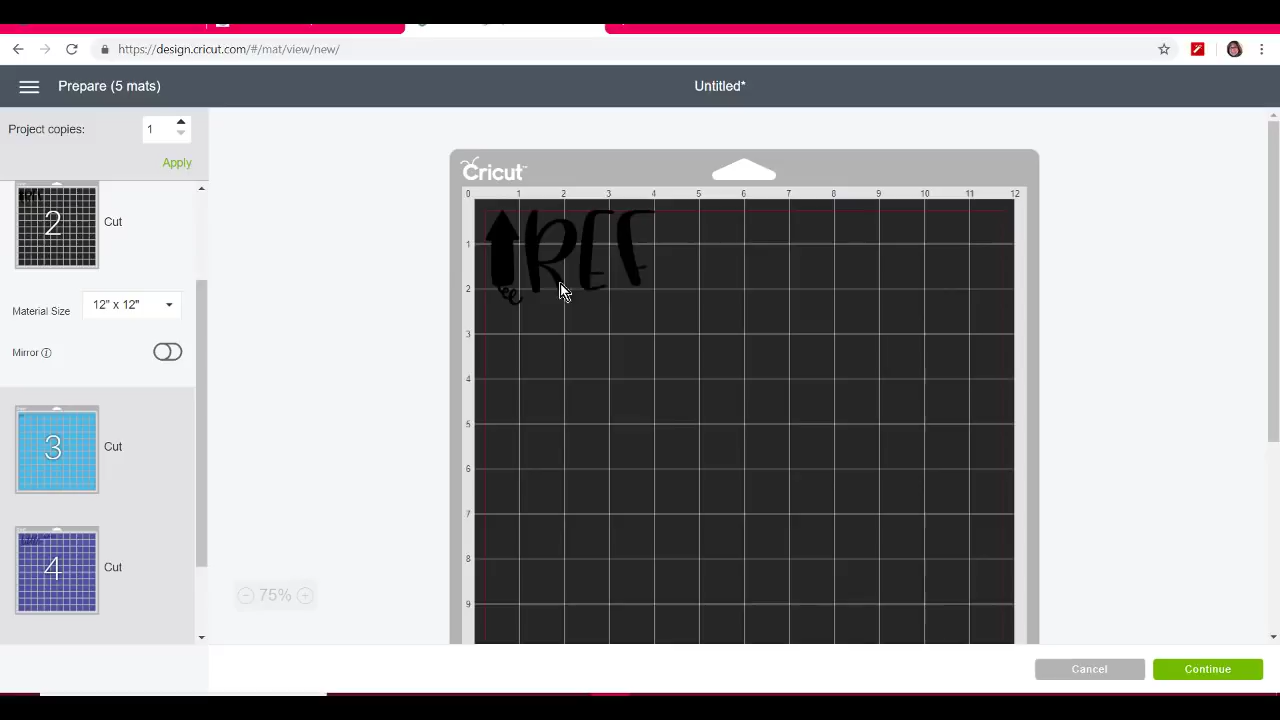 https://design.cricut.com/#/mat/view/new/
Prepare (5 mats)
Untitled*
Project copies:
1
Apply
2
Cut
Material Size
12" x 12"
Mirror
3
Cut
4
Cut
Cricut
0 1 2 3 4 5 6 7 8 9 10 11 12
1
2
3
4
5
6
7
8
9
REF
75%
Cancel
Continue